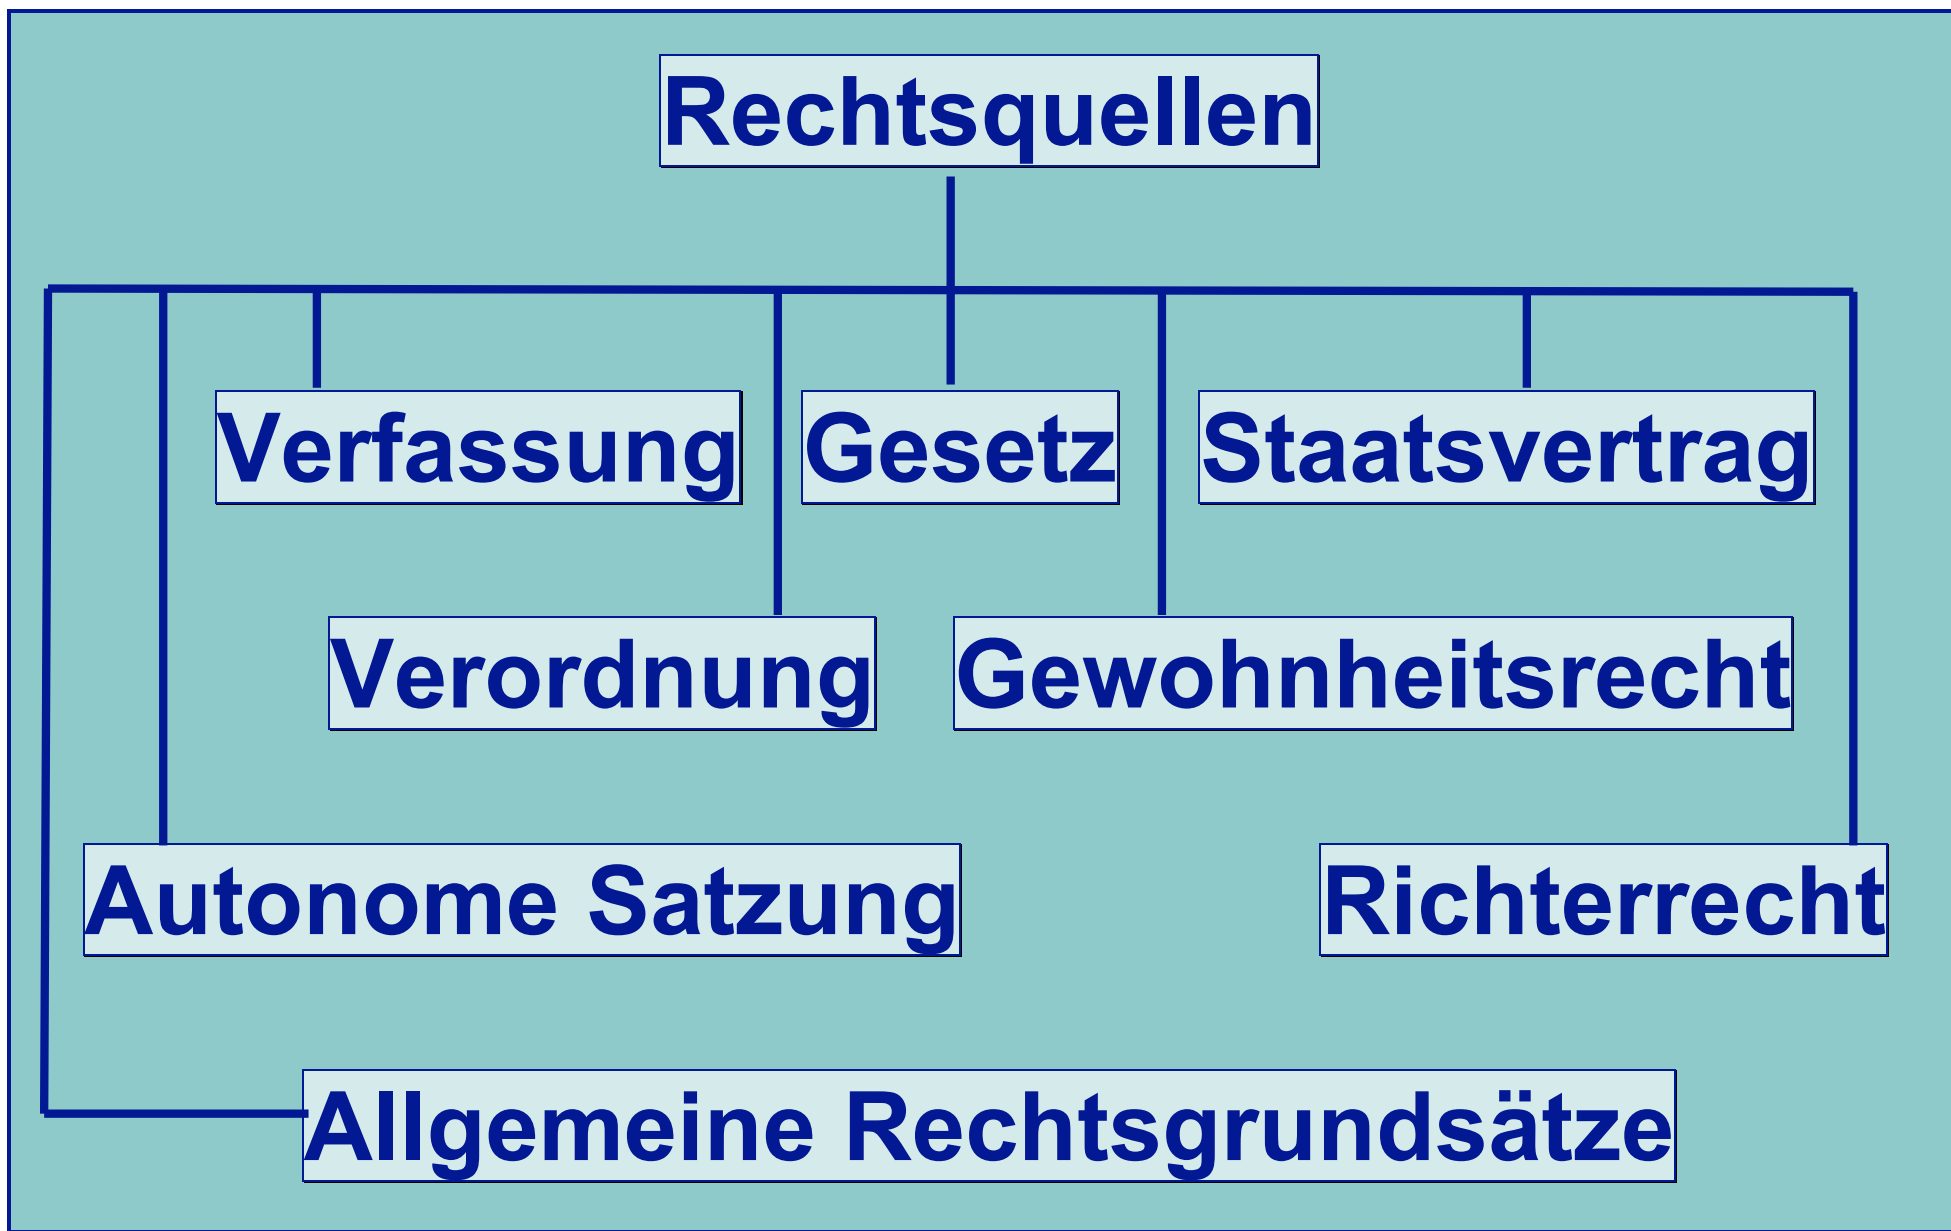 Rechtsquellen
Verfassung
Gesetz
Staatsvertrag
Verordnung
Gewohnheitsrecht
Autonome Satzung
Richterrecht
Allgemeine Rechtsgrundsätze